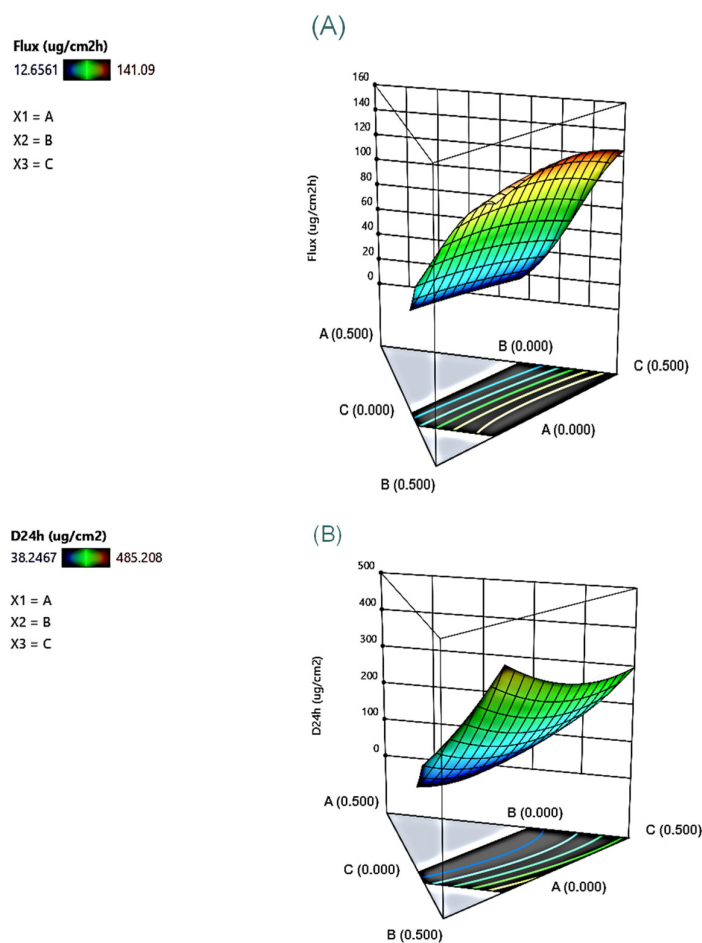 (A)
Flux (ug/cm2h)
12.6561 141.09
X1 = A
X2 = B
X3 = C
160
140
120
100
80
60
40
20
0
Flux (ug/cm2h)
A (0.500)
B (0.000)
C (0.500)
C (0.000)
A (0.000)
B (0.500)
(B)
D24h (ug/cm2)
38.2467 485.208
X1 = A
X2 = B
X3 = C
500
400
300
200
100
0
D24h (ug/cm2)
A (0.500)
B (0.000)
C (0.500)
C (0.000)
A (0.000)
B (0.500)